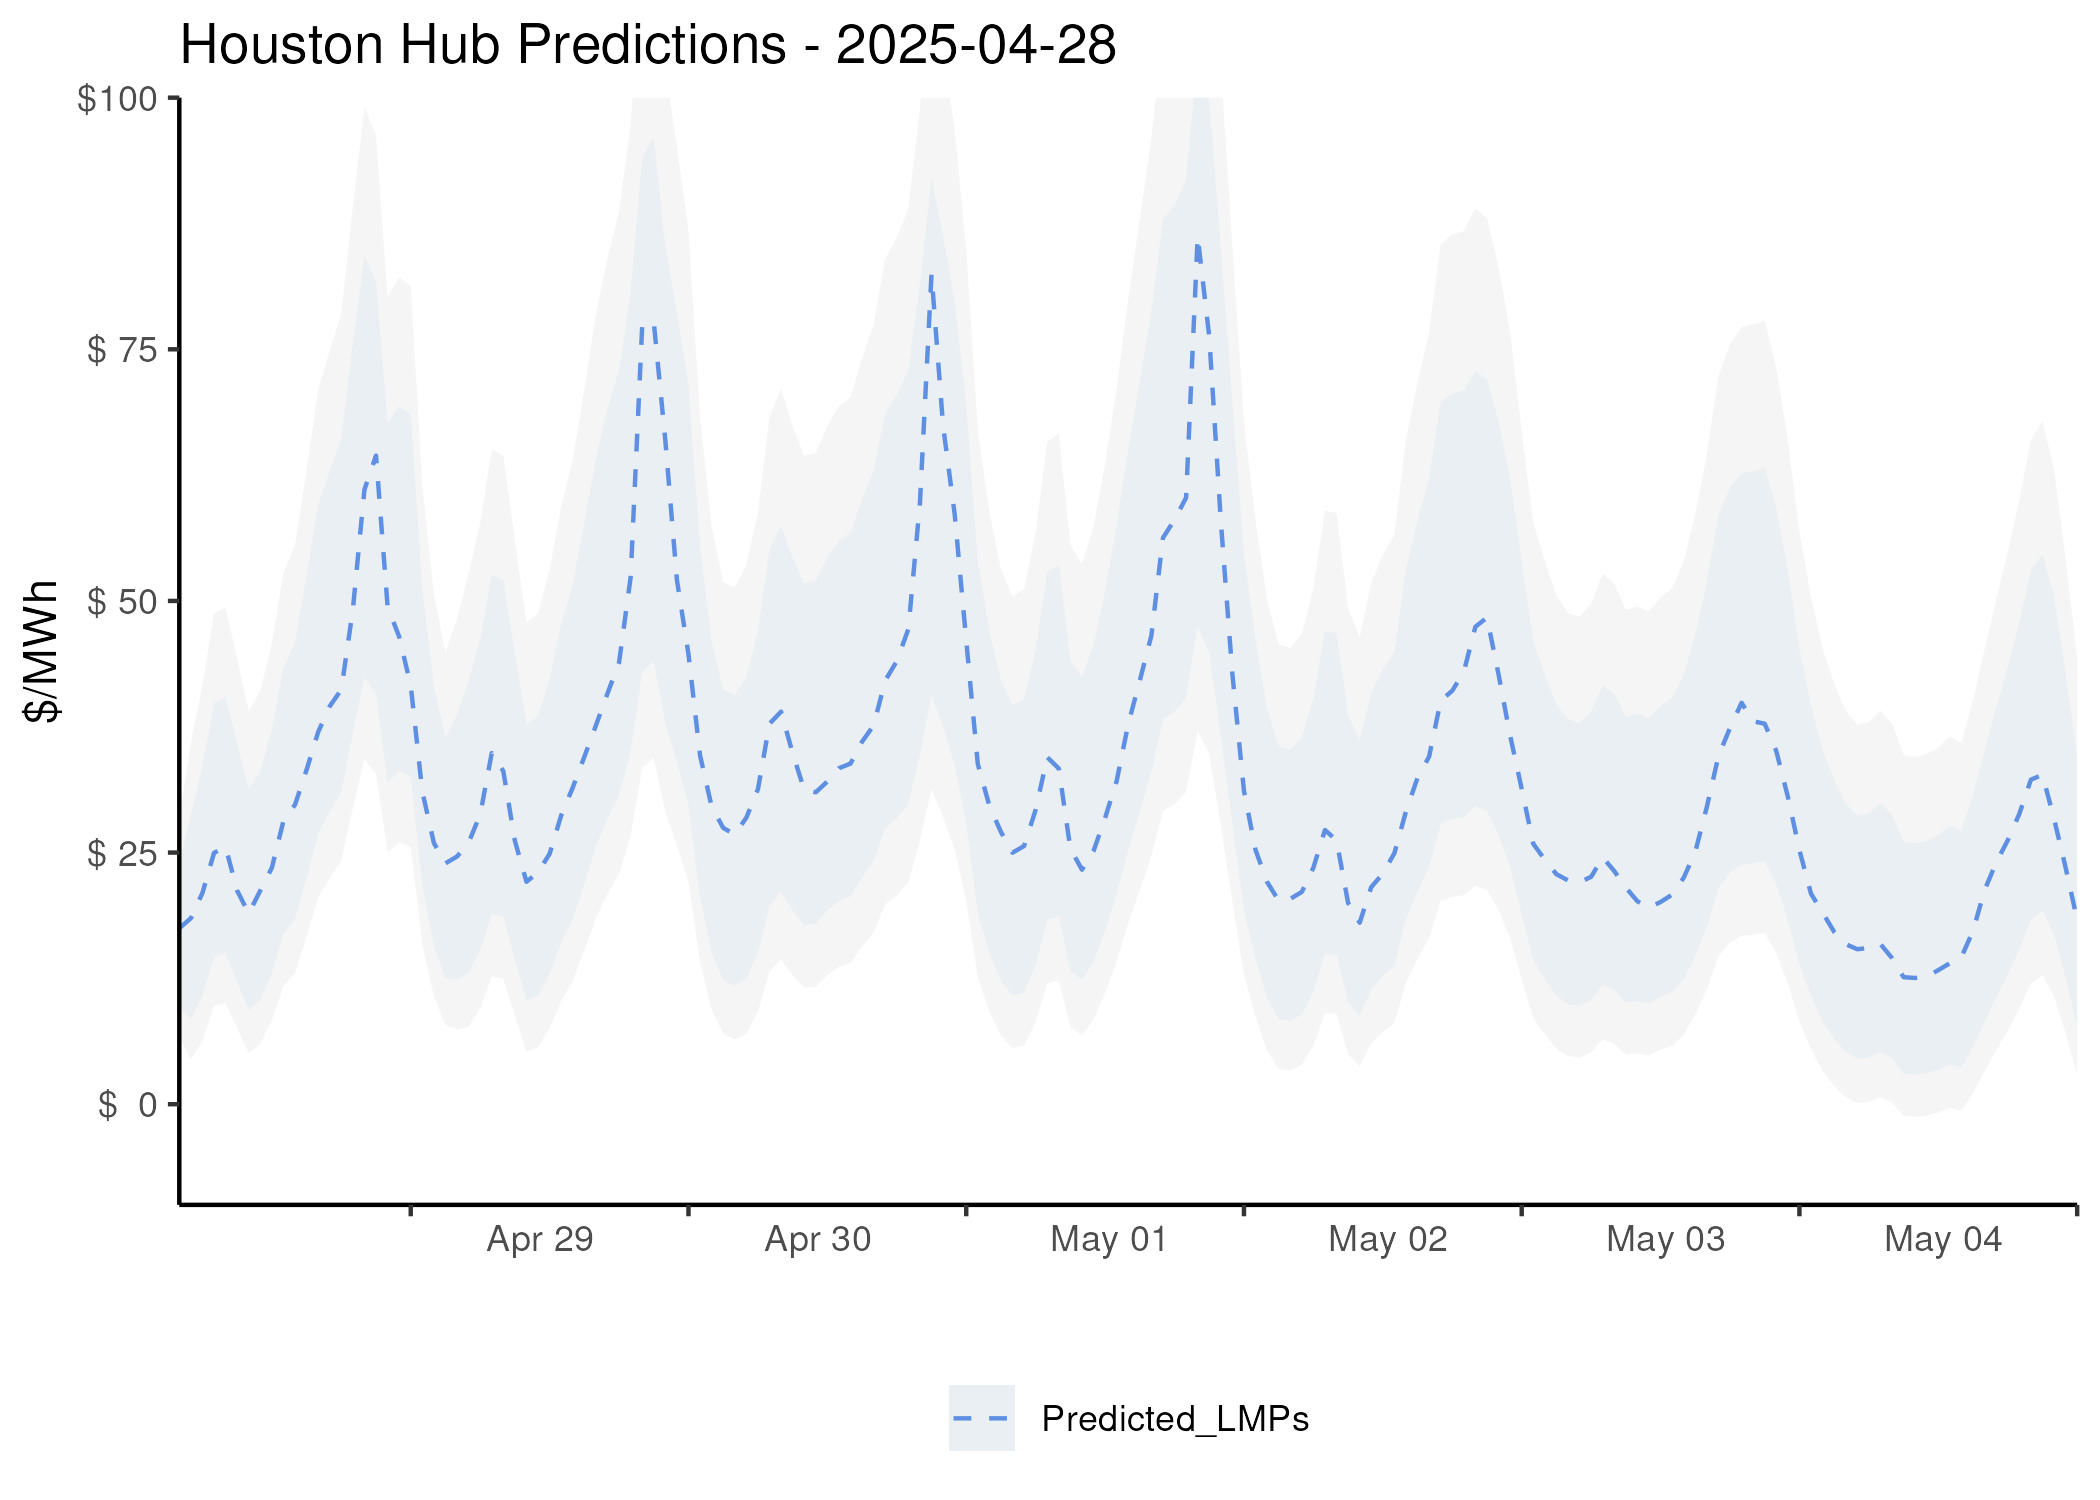 Houston Hub Predictions - 2025-04-28
$100
$ 75
$ 50
$ 25
$  0
$/MWh
Apr 29
Apr 30
May 01
May 02
May 03
May 04
Predicted_LMPs